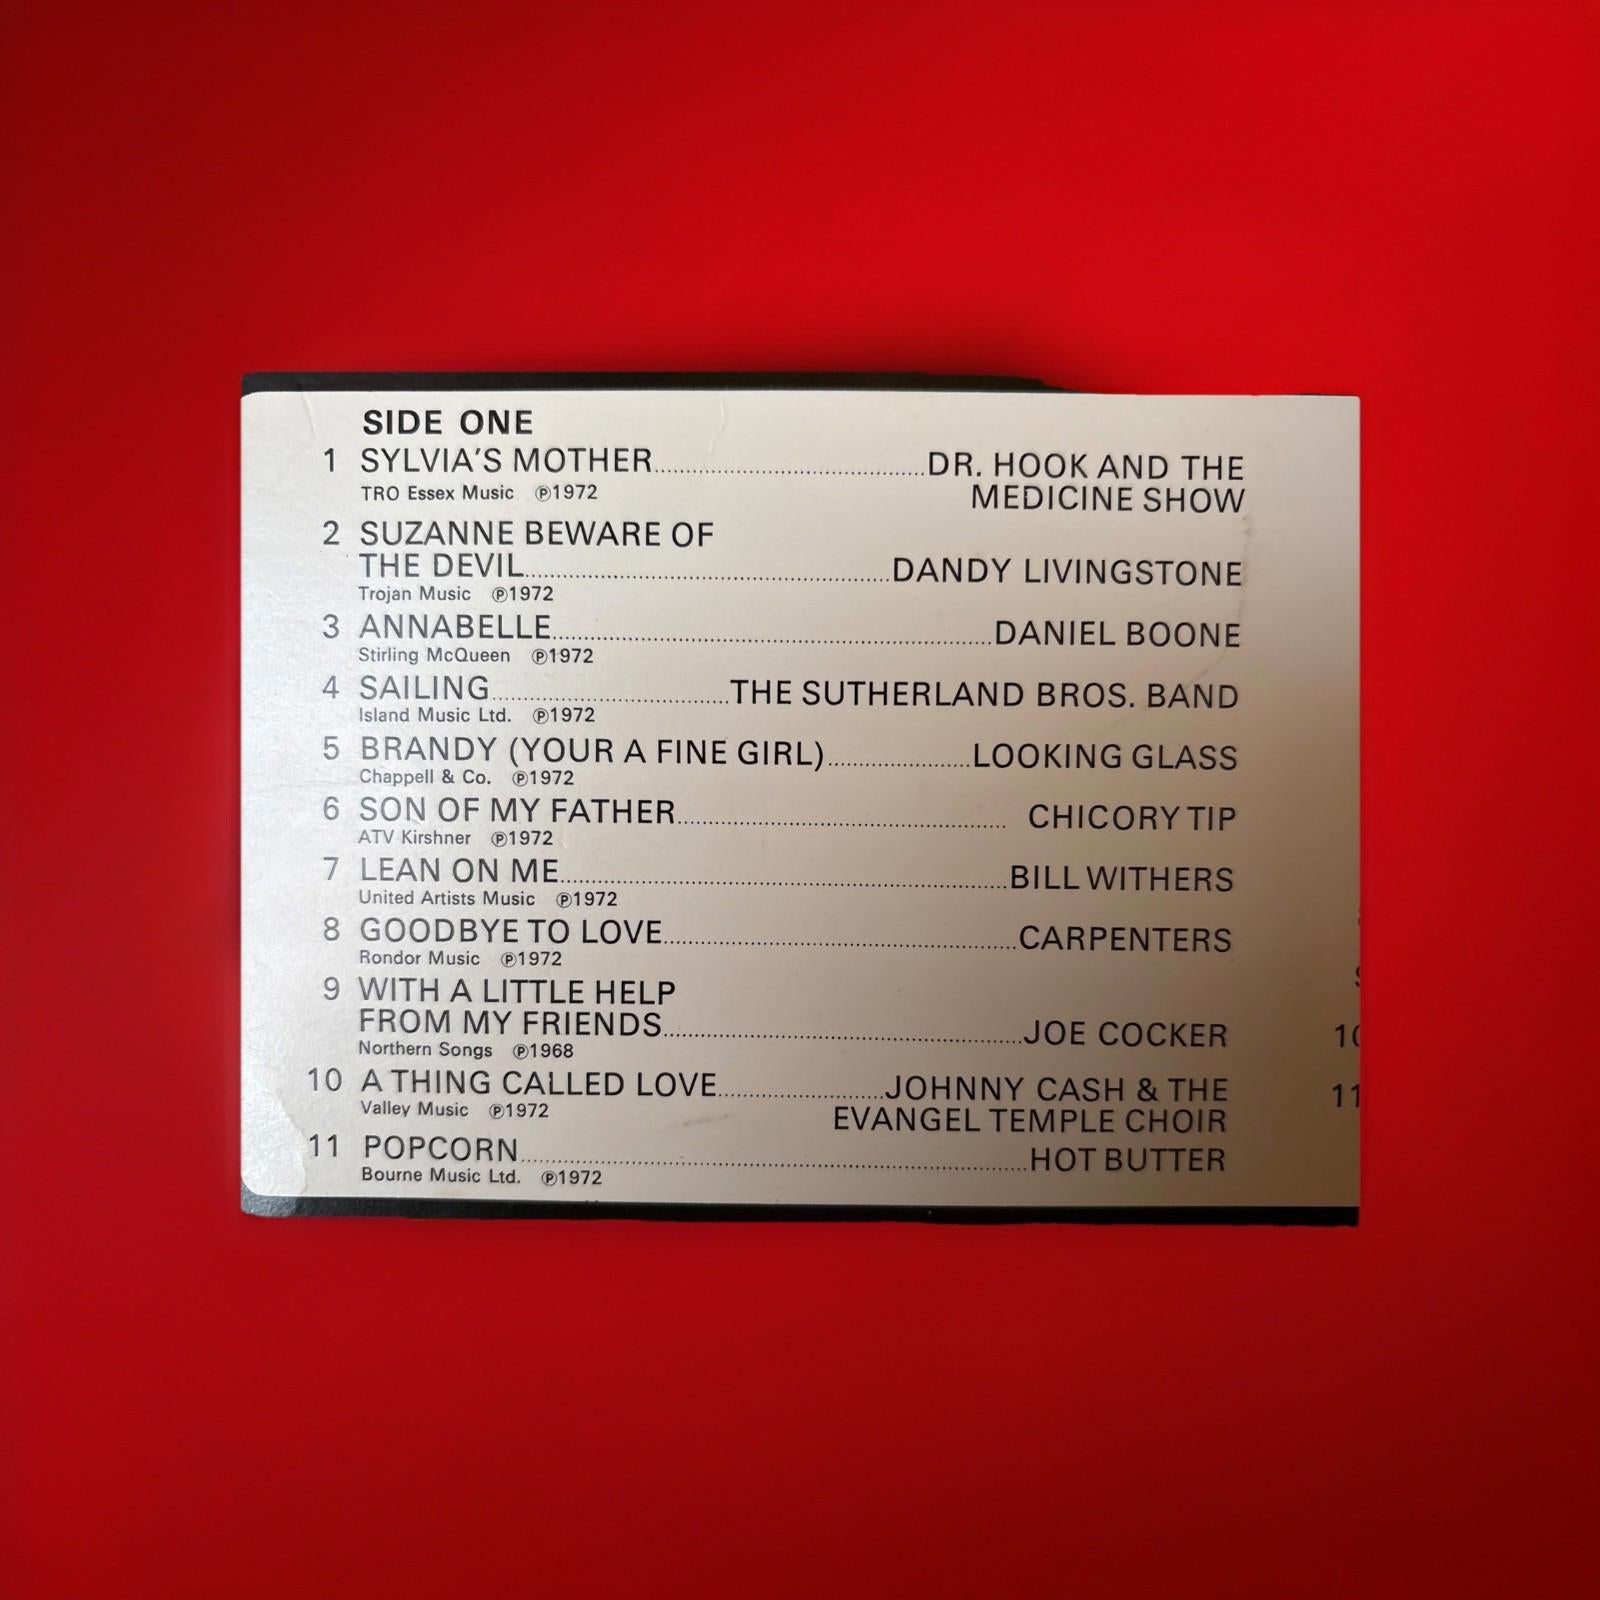 SIDE ONE
1 SYLVIA'S MOTHER DR. HOOK AND THE
TRO Essex Music ℗1972 MEDICINE SHOW
2 SUZANNE BEWARE OF
THE DEVIL DANDY LIVINGSTONE
Trojan Music ℗1972
3 ANNABELLE DANIEL BOONE
Stirling McQueen ℗1972
4 SAILING THE SUTHERLAND BROS. BAND
Island Music Ltd. ℗1972
5 BRANDY (YOUR A FINE GIRL) LOOKING GLASS
Chappell & Co. ℗1972
6 SON OF MY FATHER CHICORY TIP
ATV Kirshner ℗1972
7 LEAN ON ME BILL WITHERS
United Artists Music ℗1972
8 GOODBYE TO LOVE CARPENTERS
Rondor Music ℗1972
9 WITH A LITTLE HELP
FROM MY FRIENDS JOE COCKER
Northern Songs ℗1968
10 A THING CALLED LOVE JOHNNY CASH & THE
Valley Music ℗1972 EVANGEL TEMPLE CHOIR
11 POPCORN HOT BUTTER
Bourne Music Ltd. ℗1972
10
11